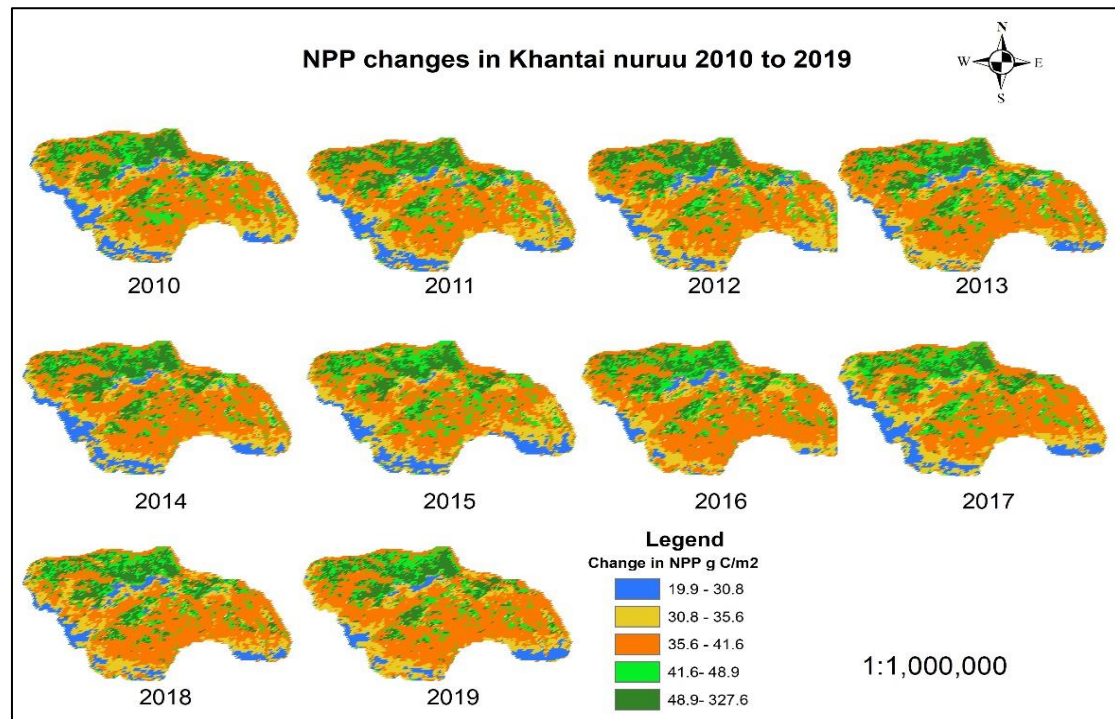 NPP changes in Khantai nuruu 2010 to 2019
N
W E
S
2010 2011 2012 2013
2014 2015 2016 2017
2018 2019
Legend
Change in NPP g C/m2
19.9 - 30.8
30.8 - 35.6
35.6 - 41.6
41.6- 48.9
48.9- 327.6
1:1,000,000